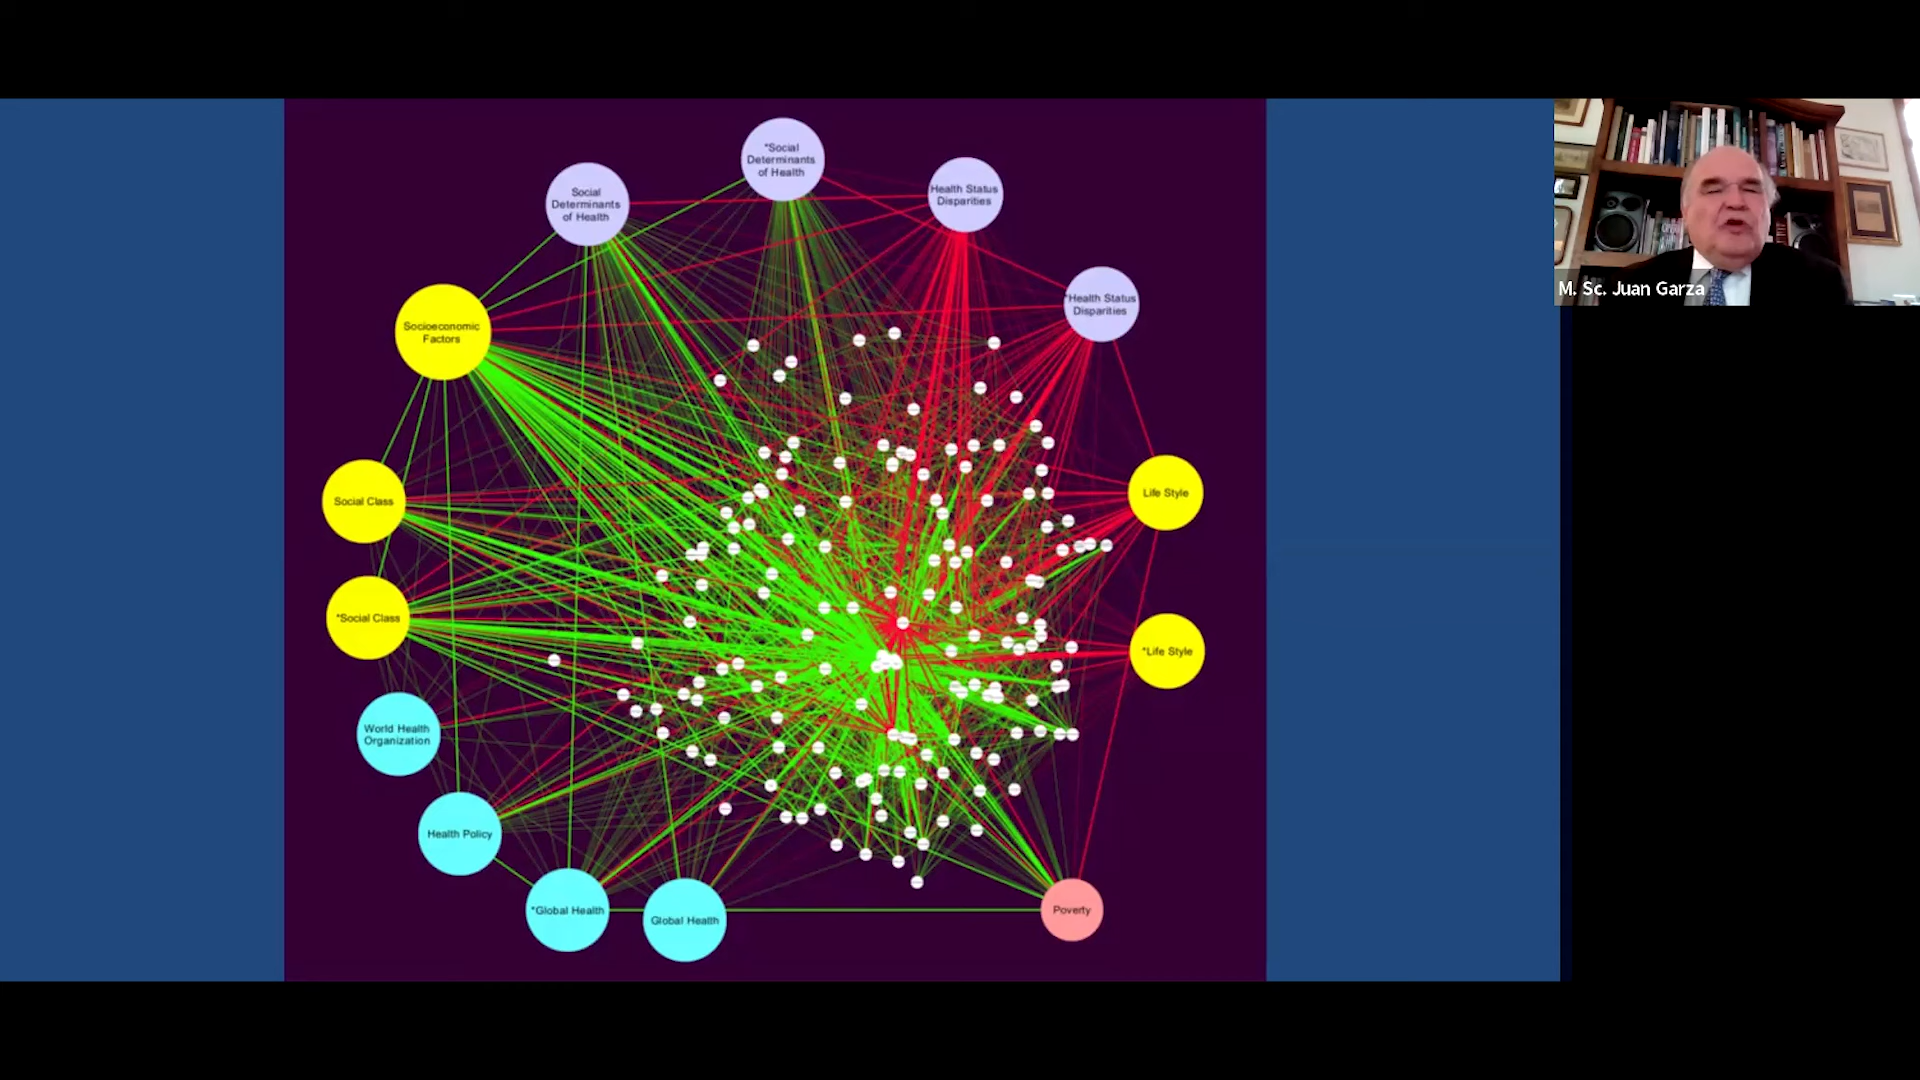 *Social
Determinants
of Health
Social
Determinants
of Health
Health Status
Disparities
*Health Status
Disparities
Socioeconomic
Factors
Social Class
Life Style
*Social Class
*Life Style
World Health
Organization
Health Policy
*Global Health
Global Health
Poverty
M. Sc. Juan Garza